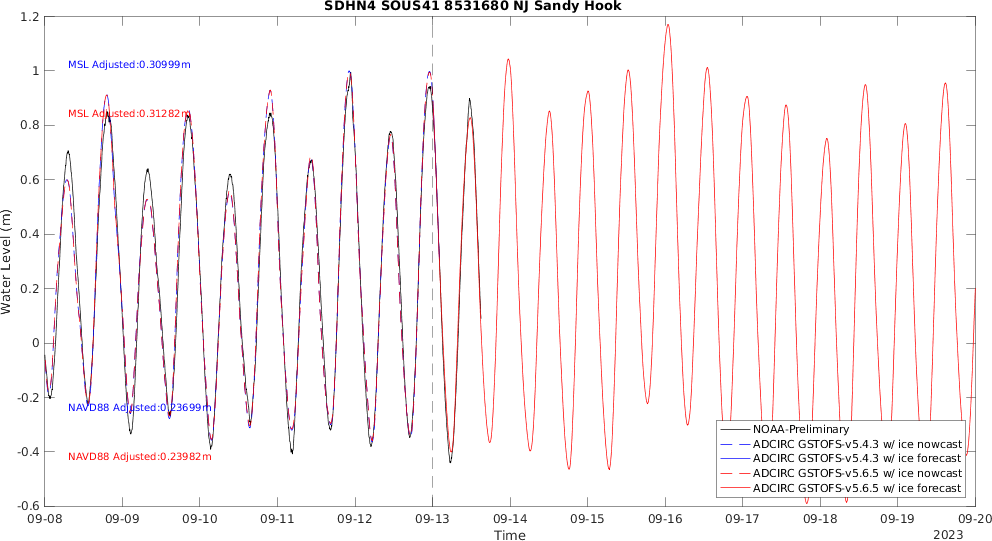 SDHN4 SOUS41 8531680 NJ Sandy Hook
1.2
1
0.8
0.6
0.4
0.2
0
-0.2
-0.4
-0.6
Water Level (m)
MSL Adjusted:0.30999m
MSL Adjusted:0.31282m
NAVD88 Adjusted:0.23699m
NAVD88 Adjusted:0.23982m
NOAA-Preliminary
ADCIRC GSTOFS-v5.4.3 w/ ice nowcast
ADCIRC GSTOFS-v5.4.3 w/ ice forecast
ADCIRC GSTOFS-v5.6.5 w/ ice nowcast
ADCIRC GSTOFS-v5.6.5 w/ ice forecast
09-08 09-09 09-10 09-11 09-12 09-13 09-14 09-15 09-16 09-17 09-18 09-19 09-20
Time
2023